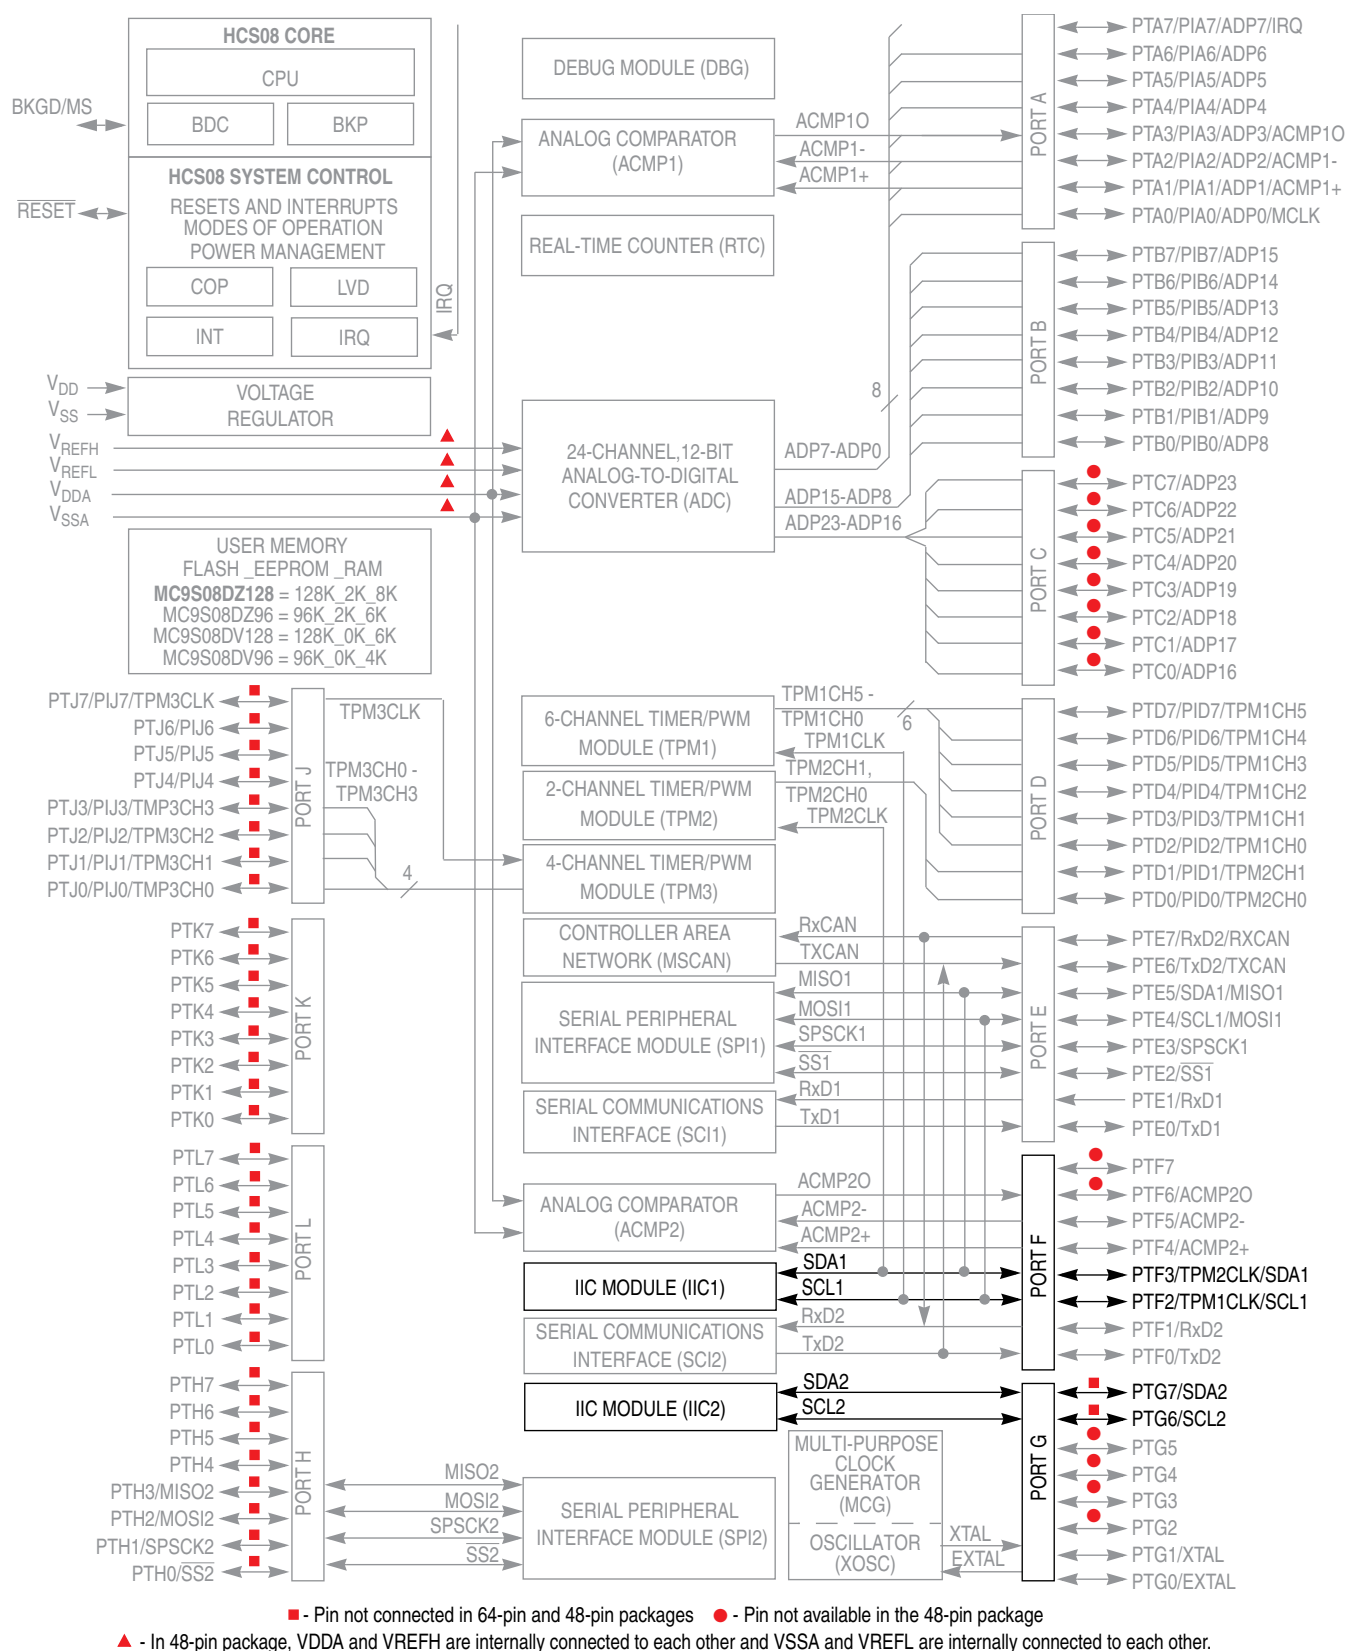 HCS08 CORE
CPU
BDC
BKP
BKGD/MS
HCS08 SYSTEM CONTROL
RESETS AND INTERRUPTS
MODES OF OPERATION
POWER MANAGEMENT
COP
LVD
INT
IRQ
RESET
IRQ
VOLTAGE
REGULATOR
VDD
VSS
VREFH
VREFL
VDDA
VSSA
USER MEMORY
FLASH _EEPROM _RAM
MC9S08DZ128 = 128K_2K_8K
MC9S08DZ96 = 96K_2K_6K
MC9S08DV128 = 128K_0K_6K
MC9S08DV96 = 96K_0K_4K
DEBUG MODULE (DBG)
ANALOG COMPARATOR
(ACMP1)
ACMP1O
ACMP1-
ACMP1+
REAL-TIME COUNTER (RTC)
24-CHANNEL,12-BIT
ANALOG-TO-DIGITAL
CONVERTER (ADC)
8
ADP7-ADP0
ADP15-ADP8
ADP23-ADP16
PORT A
PTA7/PIA7/ADP7/IRQ
PTA6/PIA6/ADP6
PTA5/PIA5/ADP5
PTA4/PIA4/ADP4
PTA3/PIA3/ADP3/ACMP1O
PTA2/PIA2/ADP2/ACMP1-
PTA1/PIA1/ADP1/ACMP1+
PTA0/PIA0/ADP0/MCLK
PORT B
PTB7/PIB7/ADP15
PTB6/PIB6/ADP14
PTB5/PIB5/ADP13
PTB4/PIB4/ADP12
PTB3/PIB3/ADP11
PTB2/PIB2/ADP10
PTB1/PIB1/ADP9
PTB0/PIB0/ADP8
PORT C
PTC7/ADP23
PTC6/ADP22
PTC5/ADP21
PTC4/ADP20
PTC3/ADP19
PTC2/ADP18
PTC1/ADP17
PTC0/ADP16
PTJ7/PIJ7/TPM3CLK
PTJ6/PIJ6
PTJ5/PIJ5
PTJ4/PIJ4
PTJ3/PIJ3/TMP3CH3
PTJ2/PIJ2/TPM3CH2
PTJ1/PIJ1/TPM3CH1
PTJ0/PIJ0/TMP3CH0
PORT J
TPM3CLK
TPM3CH0 -
TPM3CH3
4
6-CHANNEL TIMER/PWM
MODULE (TPM1)
TPM1CH5 -
TPM1CH0
6
TPM1CLK
2-CHANNEL TIMER/PWM
MODULE (TPM2)
TPM2CH1,
TPM2CH0
TPM2CLK
4-CHANNEL TIMER/PWM
MODULE (TPM3)
PORT D
PTD7/PID7/TPM1CH5
PTD6/PID6/TPM1CH4
PTD5/PID5/TPM1CH3
PTD4/PID4/TPM1CH2
PTD3/PID3/TPM1CH1
PTD2/PID2/TPM1CH0
PTD1/PID1/TPM2CH1
PTD0/PID0/TPM2CH0
PTK7
PTK6
PTK5
PTK4
PTK3
PTK2
PTK1
PTK0
PORT K
CONTROLLER AREA
NETWORK (MSCAN)
RxCAN
TXCAN
SERIAL PERIPHERAL
INTERFACE MODULE (SPI1)
MISO1
MOSI1
SPSCK1
SS1
SERIAL COMMUNICATIONS
INTERFACE (SCI1)
RxD1
TxD1
PORT E
PTE7/RxD2/RXCAN
PTE6/TxD2/TXCAN
PTE5/SDA1/MISO1
PTE4/SCL1/MOSI1
PTE3/SPSCK1
PTE2/SS1
PTE1/RxD1
PTE0/TxD1
PTL7
PTL6
PTL5
PTL4
PTL3
PTL2
PTL1
PTL0
PORT L
ANALOG COMPARATOR
(ACMP2)
ACMP2O
ACMP2-
ACMP2+
IIC MODULE (IIC1)
SDA1
SCL1
SERIAL COMMUNICATIONS
INTERFACE (SCI2)
RxD2
TxD2
PORT F
PTF7
PTF6/ACMP2O
PTF5/ACMP2-
PTF4/ACMP2+
PTF3/TPM2CLK/SDA1
PTF2/TPM1CLK/SCL1
PTF1/RxD2
PTF0/TxD2
PTH7
PTH6
PTH5
PTH4
PTH3/MISO2
PTH2/MOSI2
PTH1/SPSCK2
PTH0/SS2
PORT H
MISO2
MOSI2
SPSCK2
SS2
IIC MODULE (IIC2)
SDA2
SCL2
SERIAL PERIPHERAL
INTERFACE MODULE (SPI2)
MULTI-PURPOSE
CLOCK
GENERATOR
(MCG)
OSCILLATOR
(XOSC)
XTAL
EXTAL
PORT G
PTG7/SDA2
PTG6/SCL2
PTG5
PTG4
PTG3
PTG2
PTG1/XTAL
PTG0/EXTAL
- Pin not connected in 64-pin and 48-pin packages
- Pin not available in the 48-pin package
- In 48-pin package, VDDA and VREFH are internally connected to each other and VSSA and VREFL are internally connected to each other.